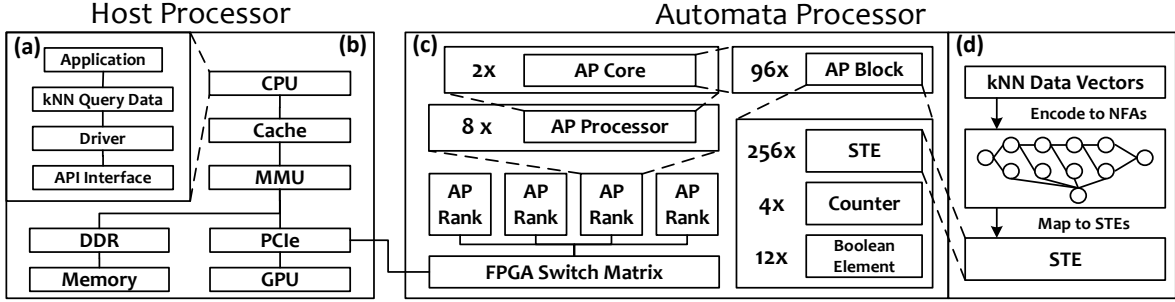 Host Processor
Automata Processor
(a)
Application
kNN Query Data
Driver
API Interface
(b)
CPU
Cache
MMU
DDR
PCIe
Memory
GPU
(c)
2x
AP Core
8 x
AP Processor
AP
Rank
AP
Rank
AP
Rank
AP
Rank
FPGA Switch Matrix
96x
AP Block
256x
STE
4x
Counter
12x
Boolean
Element
(d)
kNN Data Vectors
Encode to NFAs
Map to STEs
STE